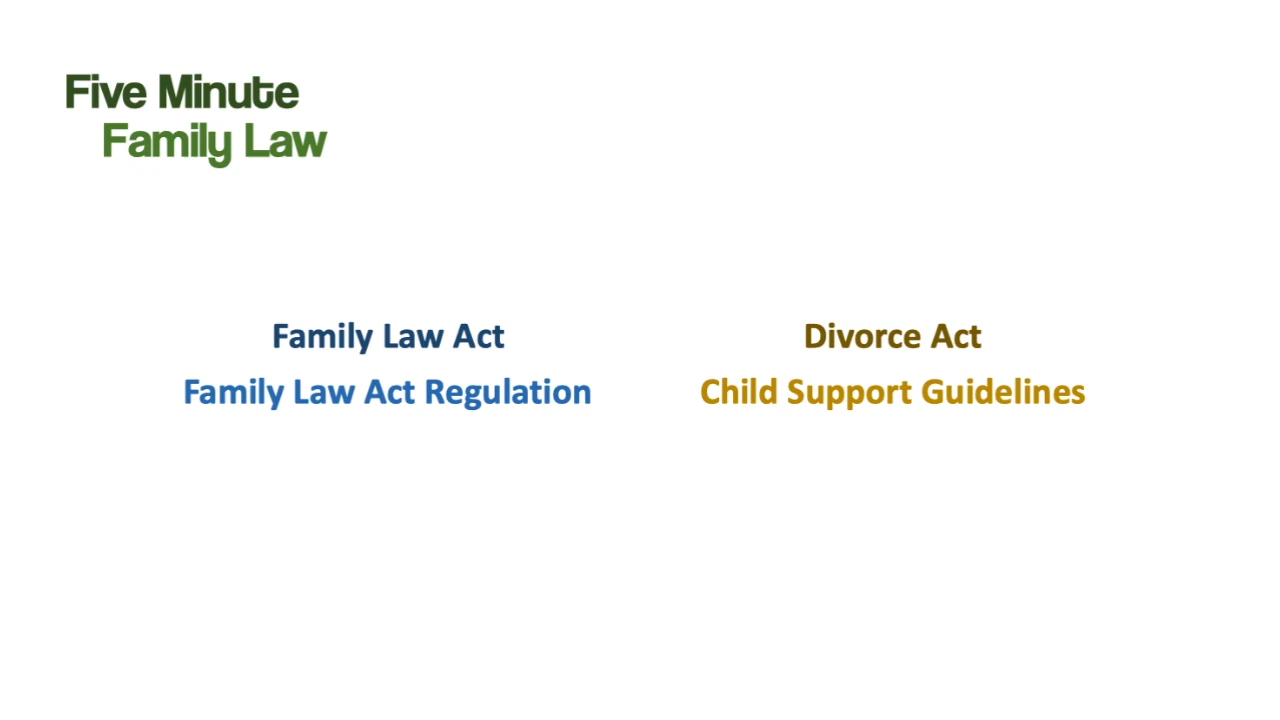 Five Minute
Family Law
Family Law Act
Family Law Act Regulation
Divorce Act
Child Support Guidelines